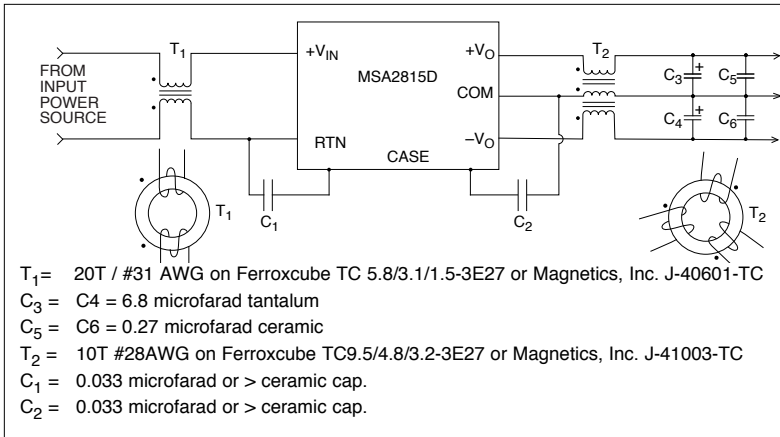 T1
+VIN
FROM
INPUT
POWER
SOURCE
MSA2815D
+VO
T2
C3 +
C5
COM
C4 +
C6
RTN
–VO
CASE
T1
C1
C2
T2
T1= 20T / #31 AWG on Ferroxcube TC 5.8/3.1/1.5-3E27 or Magnetics, Inc. J-40601-TC
C3 = C4 = 6.8 microfarad tantalum
C5 = C6 = 0.27 microfarad ceramic
T2 = 10T #28AWG on Ferroxcube TC9.5/4.8/3.2-3E27 or Magnetics, Inc. J-41003-TC
C1 = 0.033 microfarad or > ceramic cap.
C2 = 0.033 microfarad or > ceramic cap.